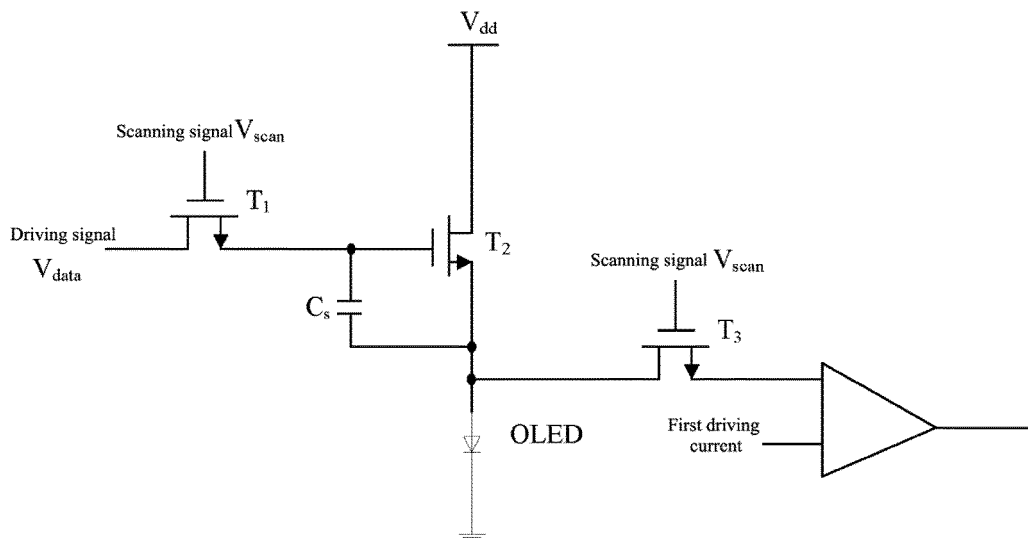 V_dd
Scanning signal V_scan
T_1
Driving signal
V_data
T_2
Scanning signal V_scan
C_s
T_3
OLED
First driving
current